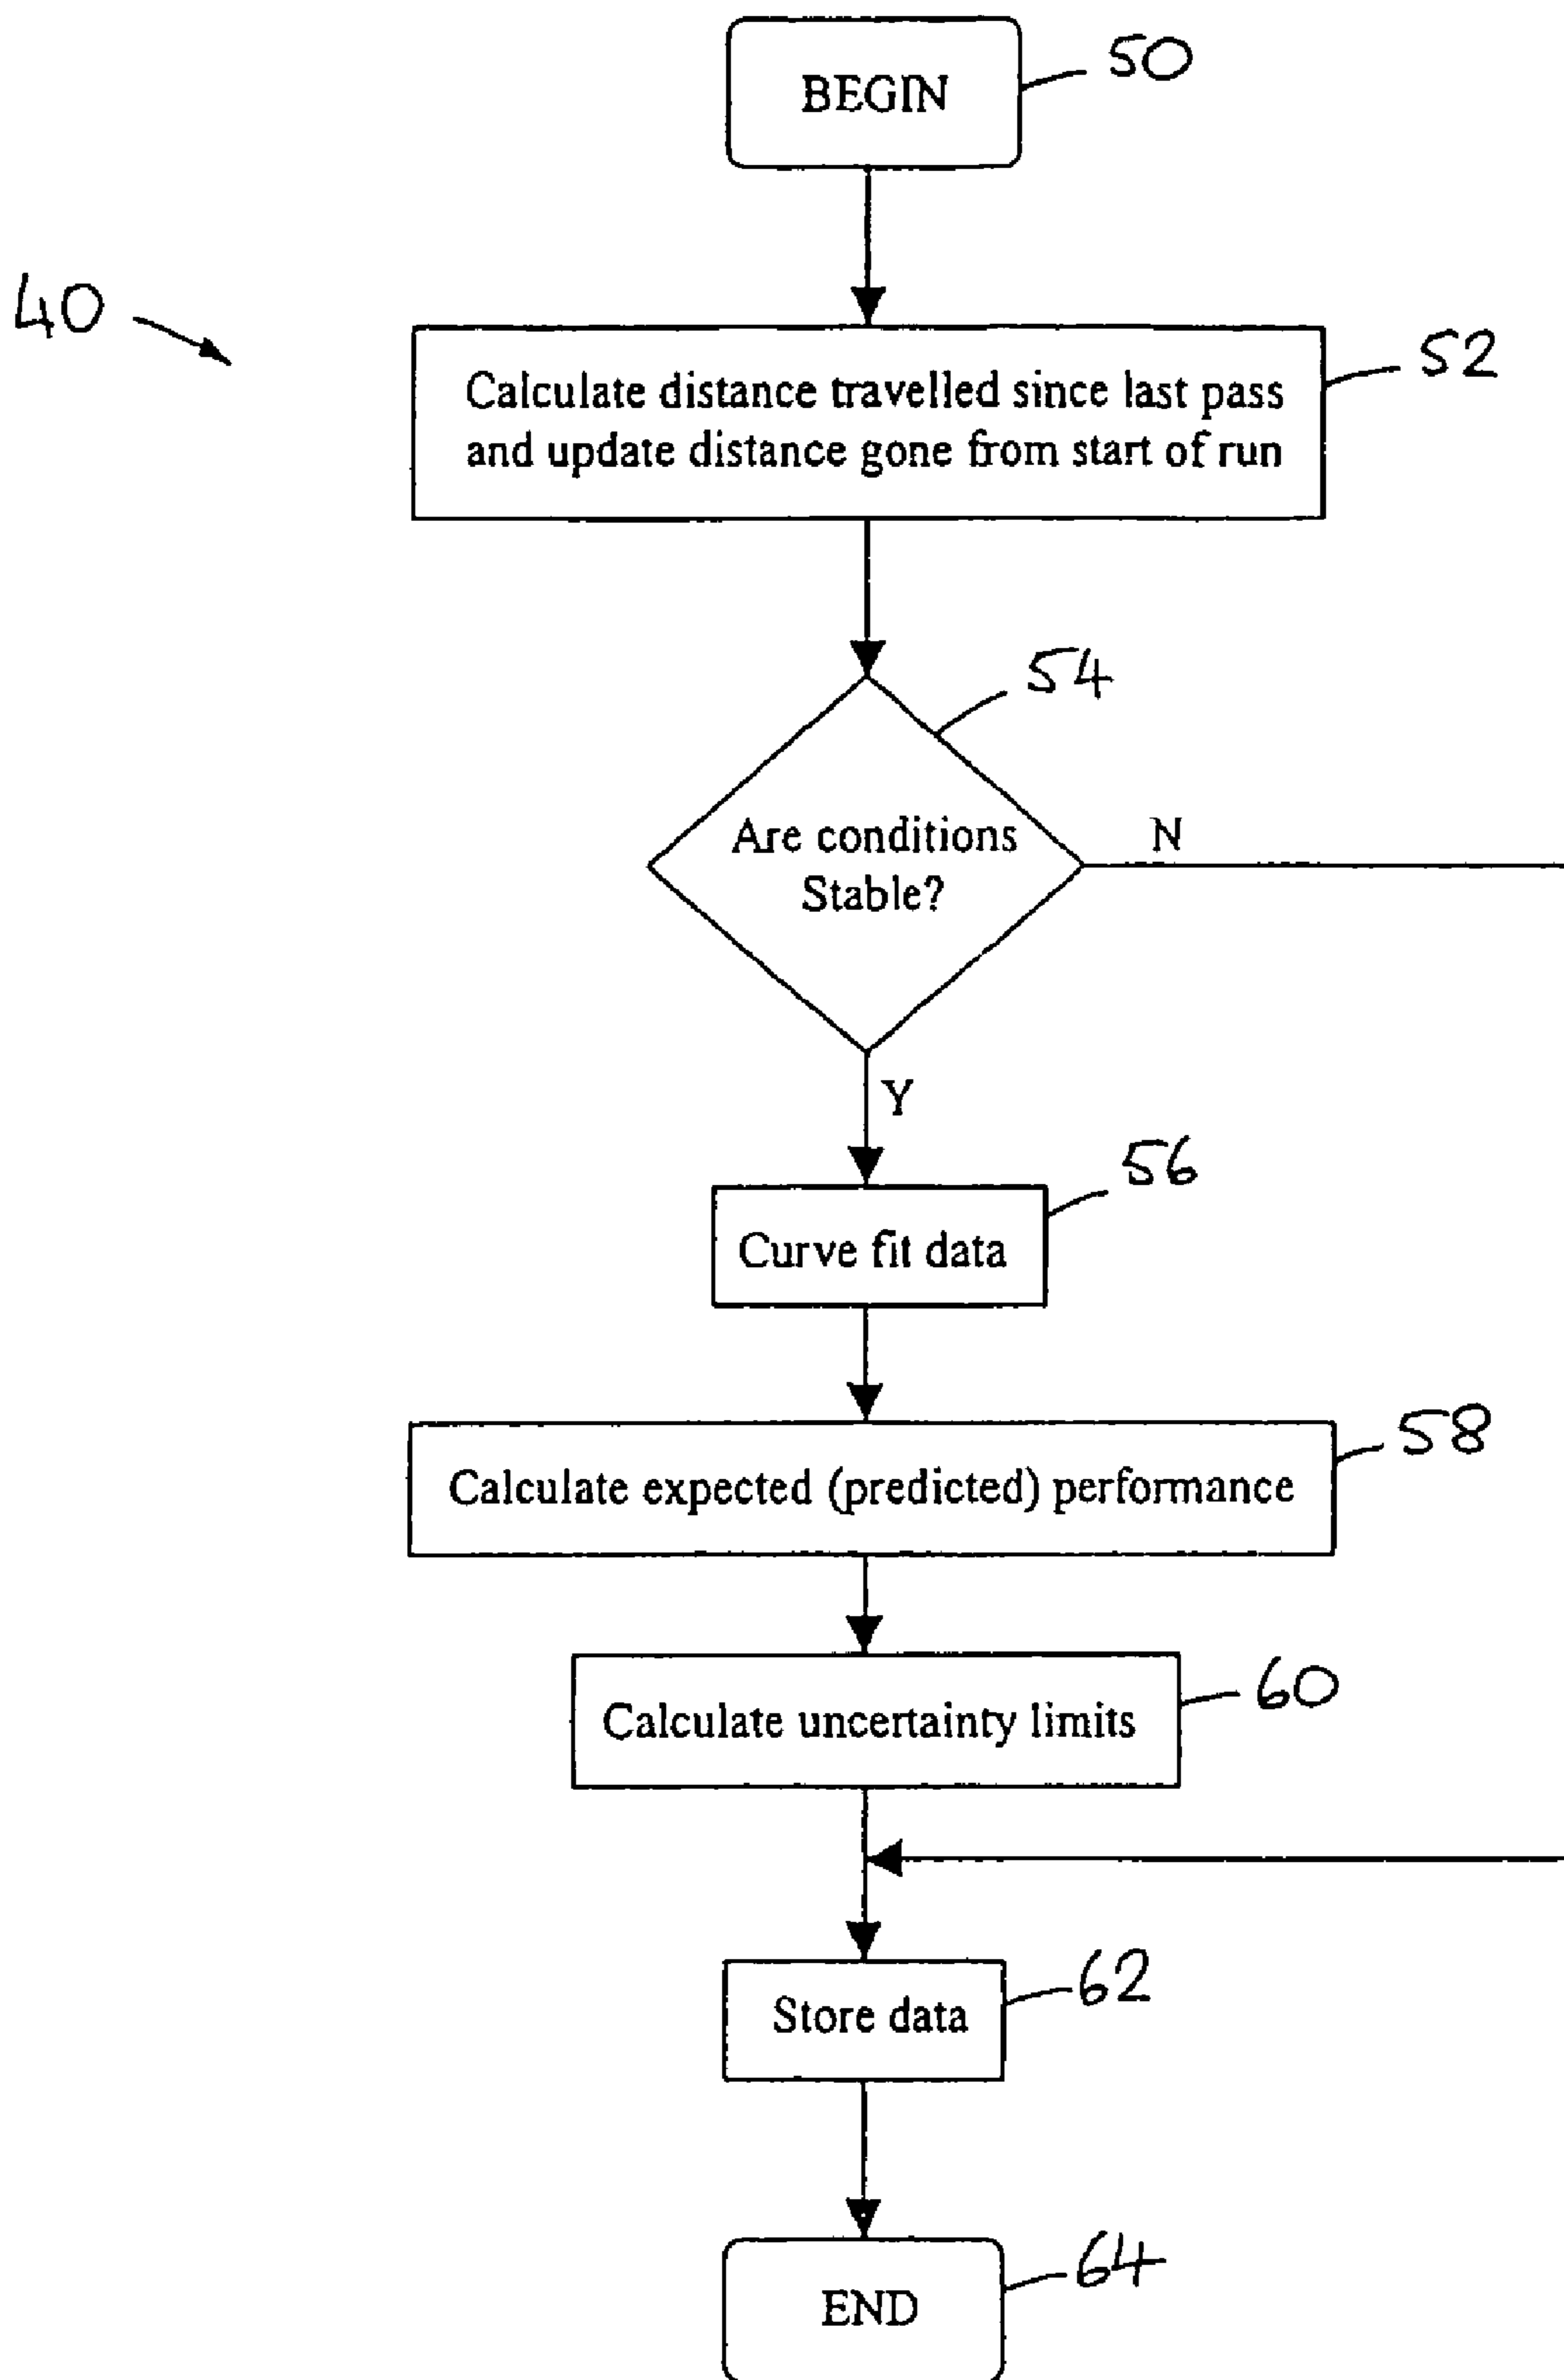 BEGIN
50
40
52
Calculate distance travelled since last pass
and update distance gone from start of run
54
Are conditions
Stable?
N
Y
56
Curve fit data
58
Calculate expected (predicted) performance
60
Calculate uncertainty limits
62
Store data
64
END